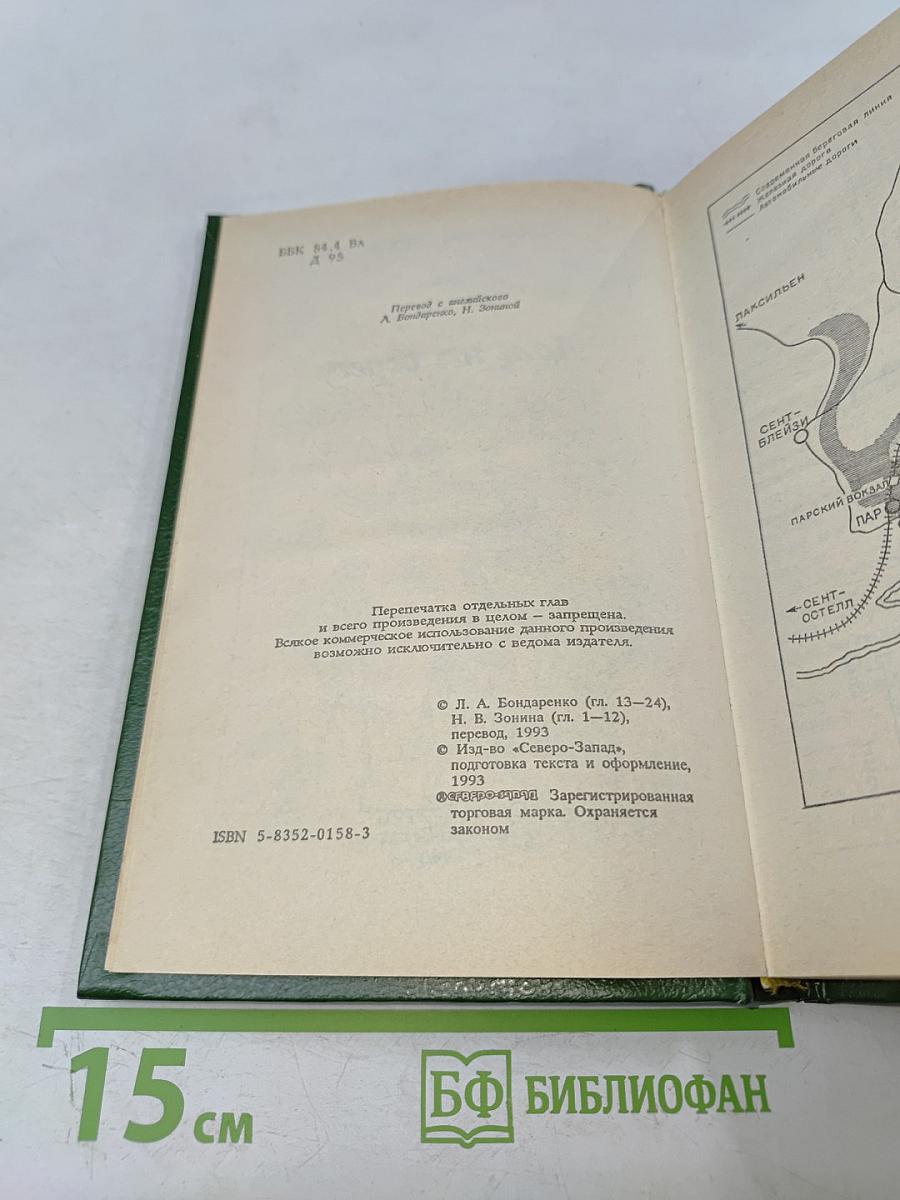 ББК 84.4 Вл
Д 95
Перевод с английского
Л. Бондаренко, Н. Зониной
Перепечатка отдельных глав
и всего произведения в целом — запрещена.
Всякое коммерческое использование данного произведения
возможно исключительно с ведома издателя.
© Л. А. Бондаренко (гл. 13—24),
Н. В. Зонина (гл. 1—12),
перевод, 1993
© Изд-во «Северо-Запад»,
подготовка текста и оформление,
1993
® СЕВЕРО-ЗАПАД Зарегистрированная
торговая марка. Охраняется
законом
ISBN 5-8352-0158-3
Современная береговая линия
Железная дорога
Автомобильные дороги
ЛАКСИЛЬЕН
СЕНТ-
БЛЕЙЗИ
ПАРСКИЙ ВОКЗАЛ
ПАР
СЕНТ-
ОСТЕЛЛ
15 см
БФ БИБЛИОФАН